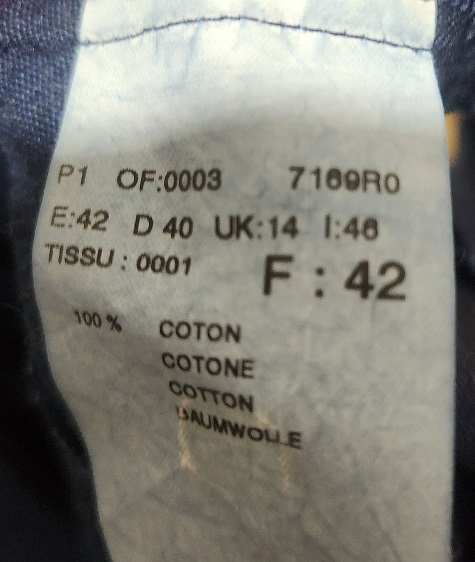 P1 OF:0003 7169R0
E:42 D 40 UK:14 I:46
TISSU : 0001
F : 42
100 % COTON
COTONE
COTTON
BAUMWOLLE